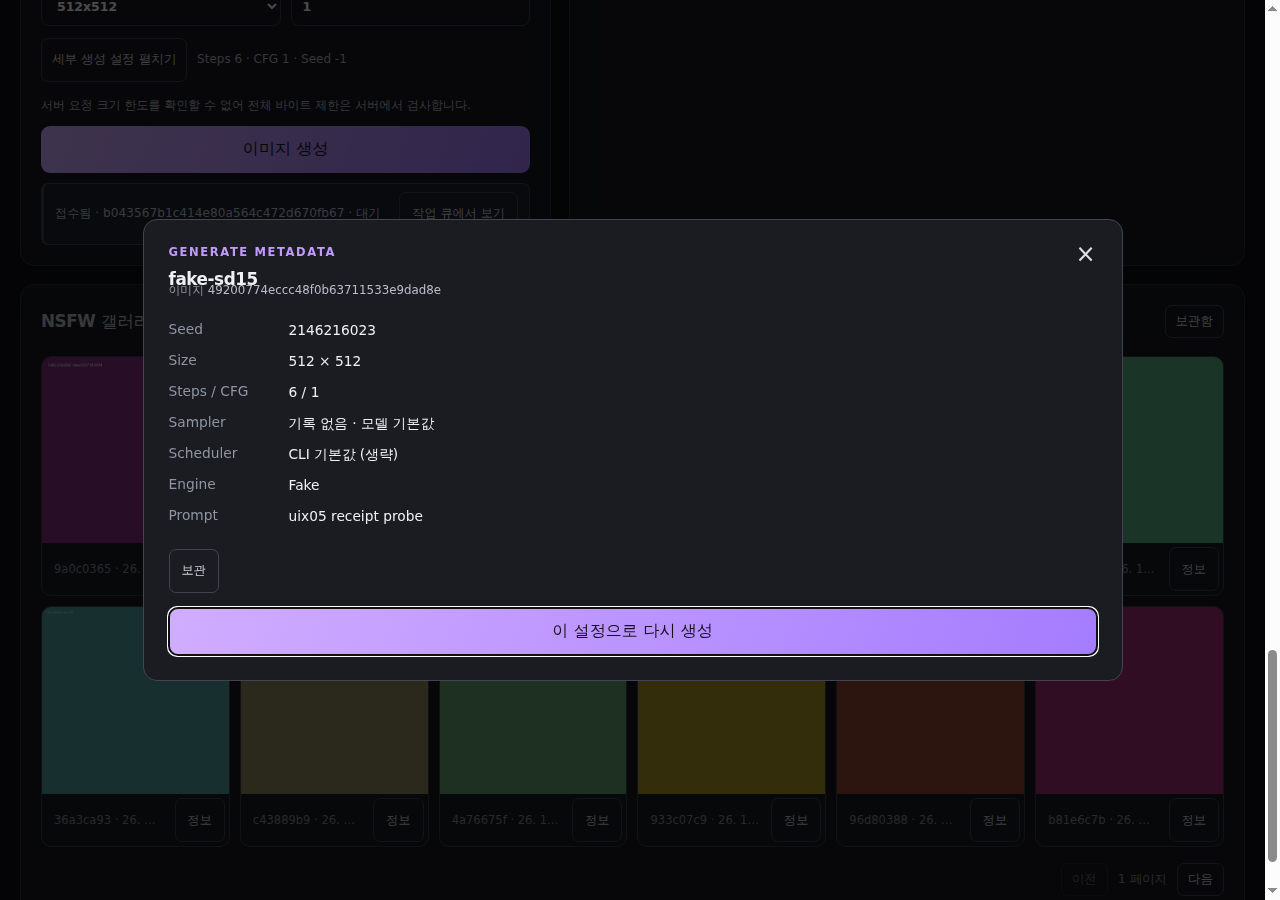 512x512
1
세부 생성 설정 펼치기
Steps 6 · CFG 1 · Seed -1
서버 요청 크기 한도를 확인할 수 없어 전체 바이트 제한은 서버에서 검사합니다.
이미지 생성
접수됨 · b043567b1c414e80a564c472d670fb67 · 대기
작업 큐에서 보기
GENERATE METADATA
×
fake-sd15
이미지 49200774eccc48f0b63711533e9dad8e
Seed 2146216023
Size 512 × 512
Steps / CFG 6 / 1
Sampler 기록 없음 · 모델 기본값
Scheduler CLI 기본값 (생략)
Engine Fake
Prompt uix05 receipt probe
보관
이 설정으로 다시 생성
NSFW 갤러리
보관함
9a0c0365 · 26.
6. 1...
정보
36a3ca93 · 26. ...
정보
c43889b9 · 26. ...
정보
4a76675f · 26. 1...
정보
933c07c9 · 26. 1...
정보
96d80388 · 26. ...
정보
b81e6c7b · 26. ...
정보
이전
1 페이지
다음